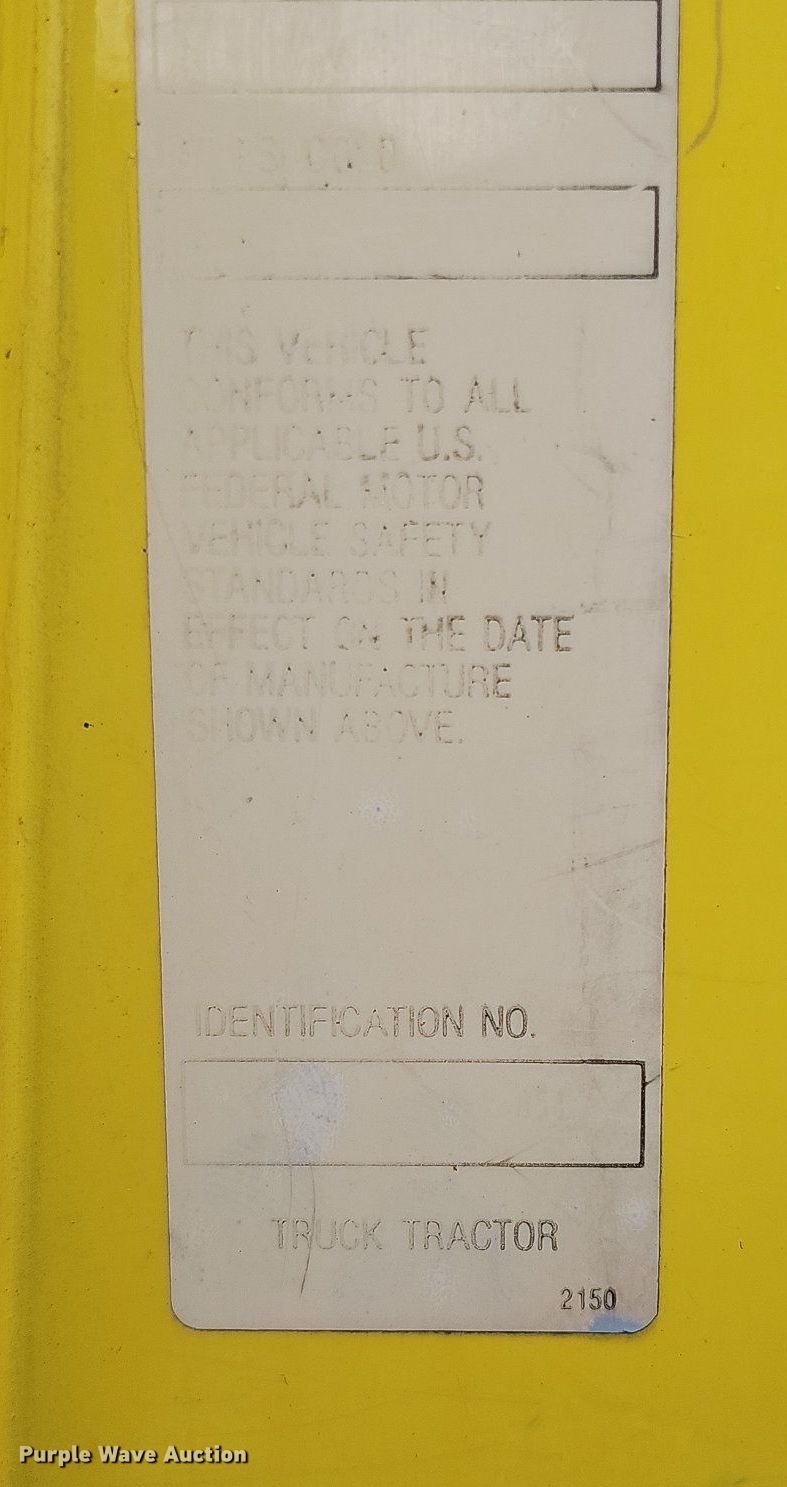 THIS VEHICLE
CONFORMS TO ALL
APPLICABLE U.S.
FEDERAL MOTOR
VEHICLE SAFETY
STANDARDS IN
EFFECT ON THE DATE
OF MANUFACTURE
SHOWN ABOVE.
IDENTIFICATION NO.
TRUCK TRACTOR
2150
Purple Wave Auction